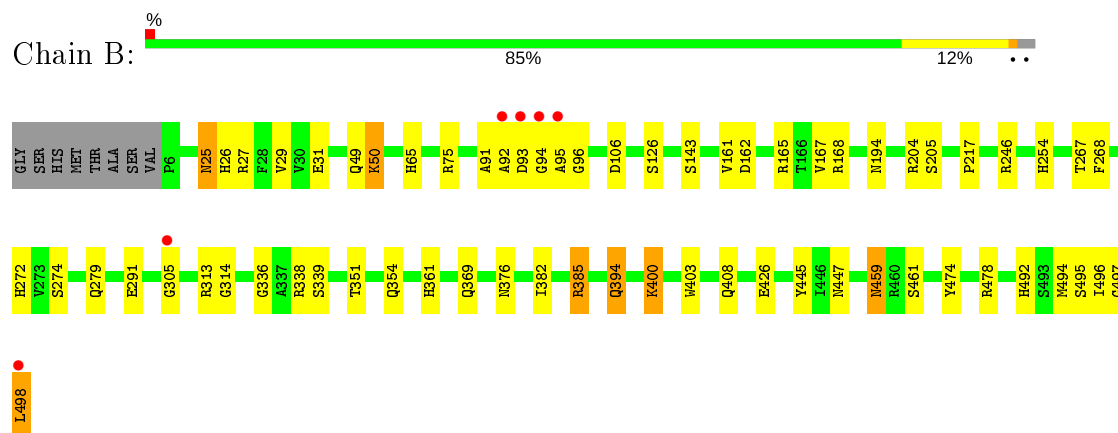 %
Chain B:
85% 12% • •
GLY SER HIS MET THR ALA SER VAL P6 N25 H26 R27 F28 V29 V30 E31 Q49 K50 H65 R75 A91 A92 D93 G94 A95 G96 D106 S126 S143 V161 D162 R165 T166 V167 R168 N194 R204 S205 P217 R246 H254 T267 F268
H272 V273 S274 Q279 E291 G305 R313 G314 G336 A337 R338 S339 T351 Q354 H361 Q369 N376 I382 R385 Q394 K400 W403 Q408 E426 Y445 I446 N447 N459 R460 S461 Y474 R478 H492 S493 M494 S495 I496
L498